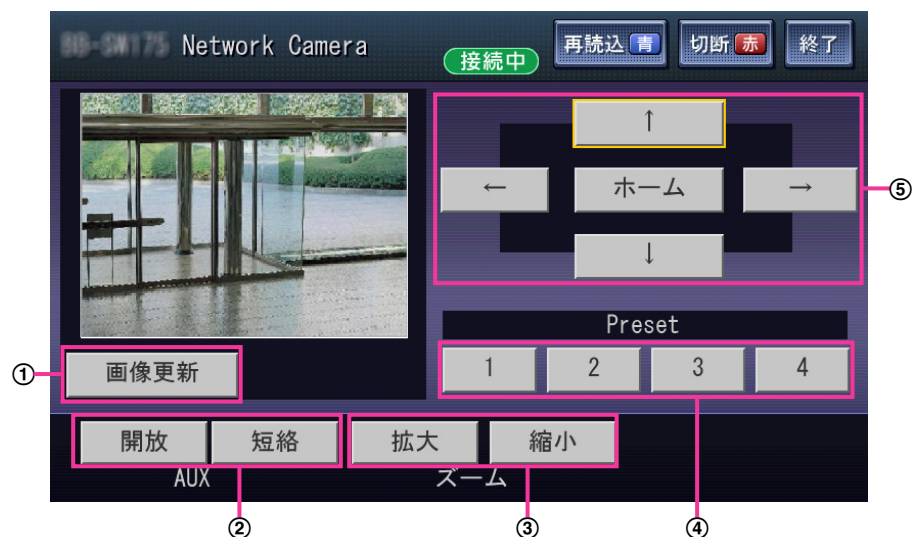 Network Camera
接続中
再読込 青
切断 赤
終了
↑
← ホーム →
↓
⑤
Preset
1 2 3 4
① 画像更新
開放 短絡 拡大 縮小
AUX ズーム
② ③ ④